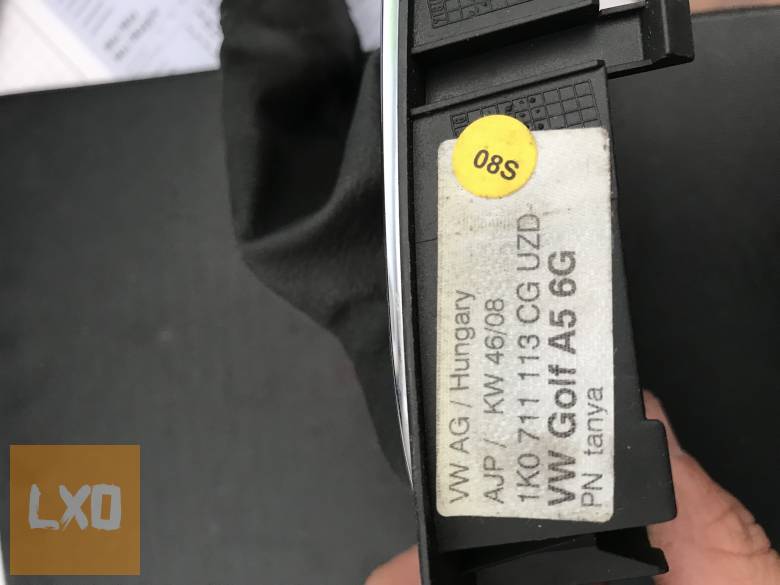 08S
VW AG / Hungary
AJP / KW 46/08
1K0 711 113 CG UZD-
VW Golf A5 6G
PN tanya
LXO